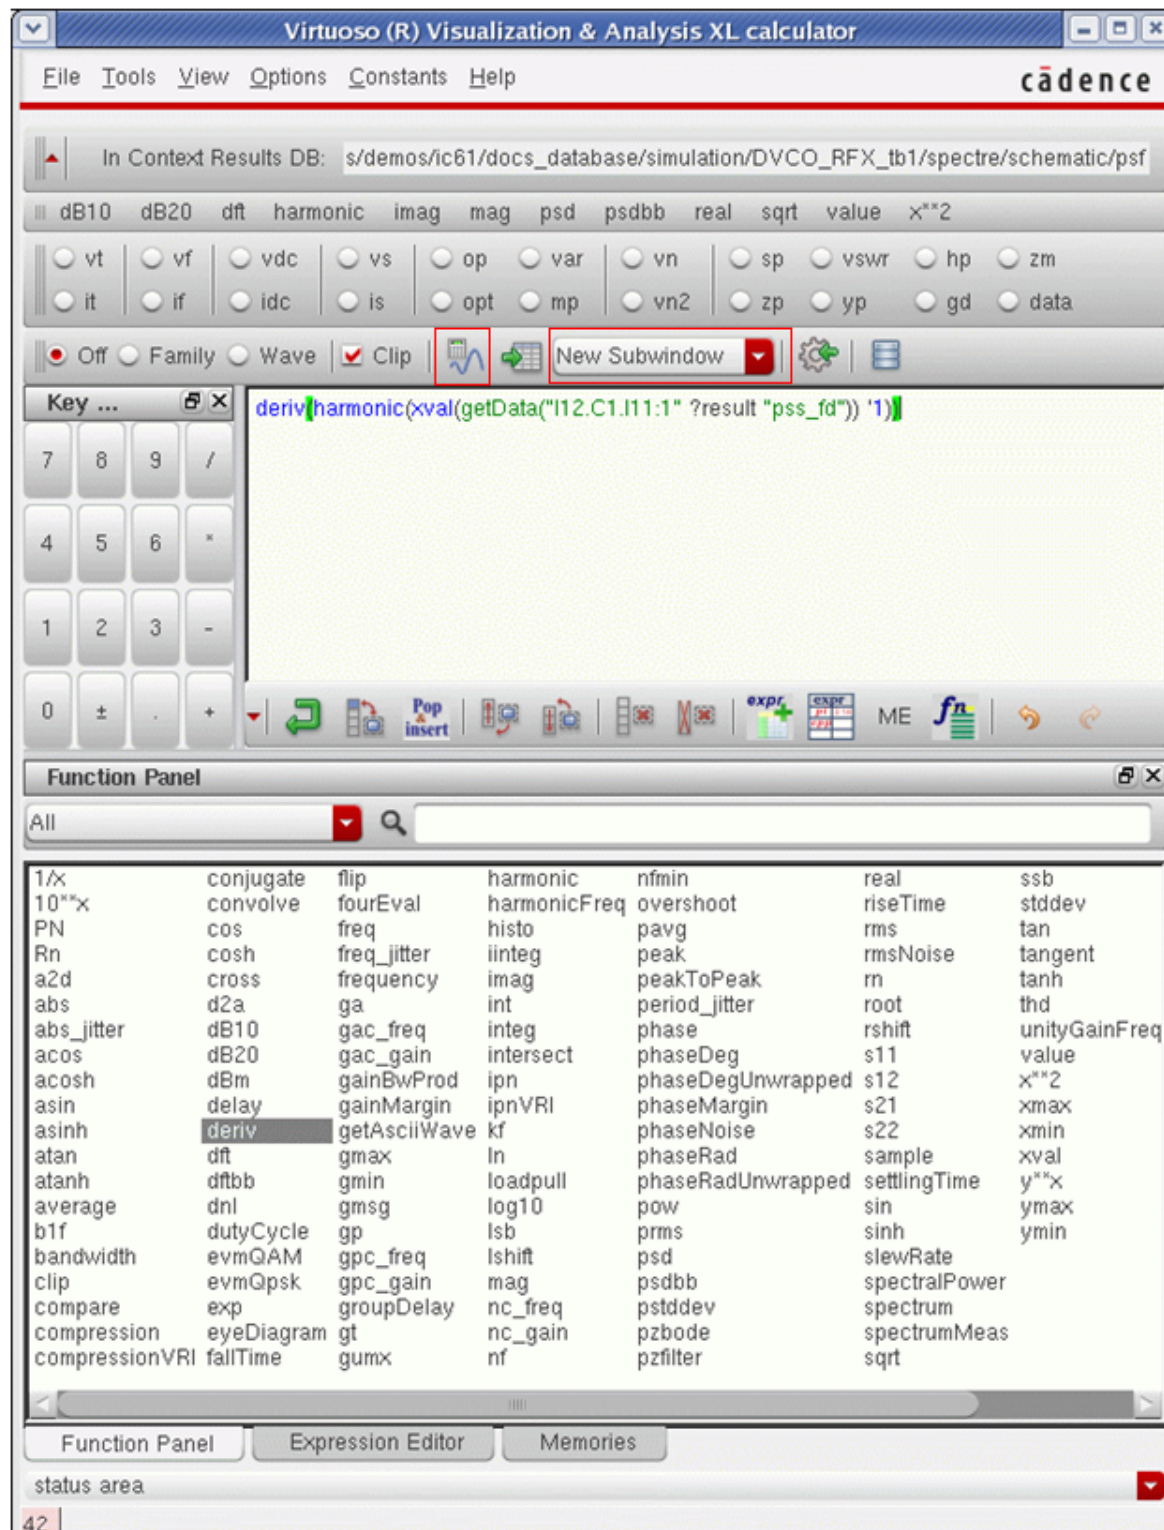 Virtuoso (R) Visualization & Analysis XL calculator
File Tools View Options Constants Help
cādence
In Context Results DB: s/demos/ic61/docs_database/simulation/DVCO_RFX_tb1/spectre/schematic/psf
dB10 dB20 dft harmonic imag mag psd psdbb real sqrt value x**2
vt vf vdc vs op var vn sp vswr hp zm
it if idc is opt mp vn2 zp yp gd data
Off Family Wave Clip New Subwindow
Key ...
deriv(harmonic(xval(getData("I12.C1.I11:1" ?result "pss_fd")) '1))
7 8 9 /
4 5 6 *
1 2 3 -
0 ± . +
Pop & insert
expr
expr
ME fn
Function Panel
All
1/x conjugate flip harmonic nfmin real ssb
10**x convolve fourEval harmonicFreq overshoot riseTime stddev
PN cos freq histo pavg rms tan
Rn cosh freq_jitter iinteg peak rmsNoise tangent
a2d cross frequency imag peakToPeak rn tanh
abs d2a ga int period_jitter root thd
abs_jitter dB10 gac_freq integ phase rshift unityGainFreq
acos dB20 gac_gain intersect phaseDeg s11 value
acosh dBm gainBwProd ipn phaseDegUnwrapped s12 x**2
asin delay gainMargin ipnVRI phaseMargin s21 xmax
asinh deriv getAsciiWave kf phaseNoise s22 xmin
atan dft gmax ln phaseRad sample xval
atanh dftbb gmin loadpull phaseRadUnwrapped settlingTime y**x
average dnl gmsg log10 pow sin ymax
b1f dutyCycle gp lsb prms sinh ymin
bandwidth evmQAM gpc_freq lshift psd slewRate
clip evmQpsk gpc_gain mag psdbb spectralPower
compare exp groupDelay nc_freq pstddev spectrum
compression eyeDiagram gt nc_gain pzbode spectrumMeas
compressionVRI fallTime gumx nf pzfilter sqrt
Function Panel Expression Editor Memories
status area
42